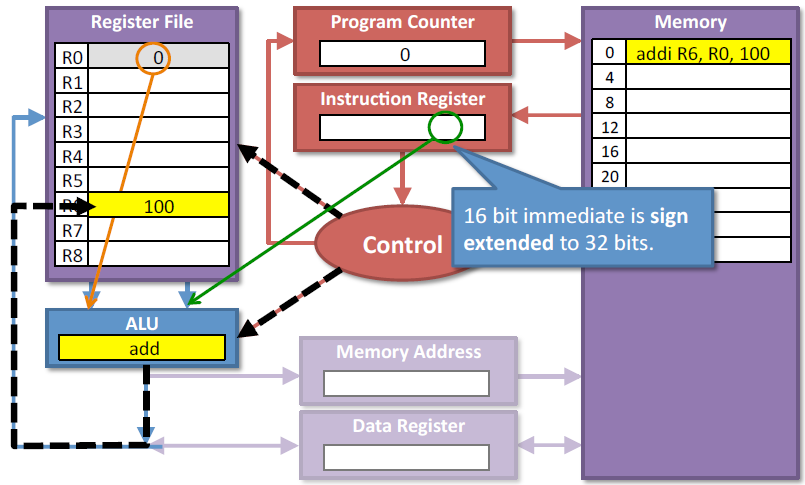 Register File
R0 0
R1
R2
R3
R4
R5
100
R7
R8
Program Counter
0
Instruction Register
Control
16 bit immediate is sign
extended to 32 bits.
Memory
0 addi R6, R0, 100
4
8
12
16
20
ALU
add
Memory Address
Data Register